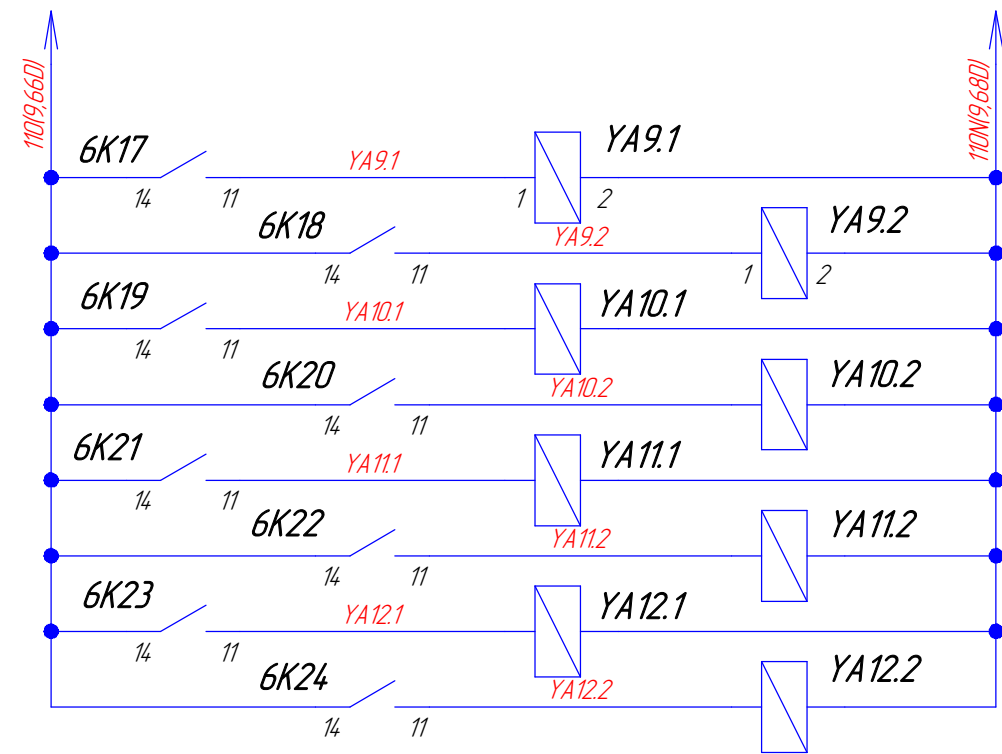 110(9,66D)
110N(9,68D)
6K17
YA9.1
YA9.1
14
11
1
2
6K18
YA9.2
YA9.2
14
11
1
2
6K19
YA10.1
YA10.1
14
11
6K20
YA10.2
YA10.2
14
11
6K21
YA11.1
YA11.1
14
11
6K22
YA11.2
YA11.2
14
11
6K23
YA12.1
YA12.1
14
11
6K24
YA12.2
YA12.2
14
11